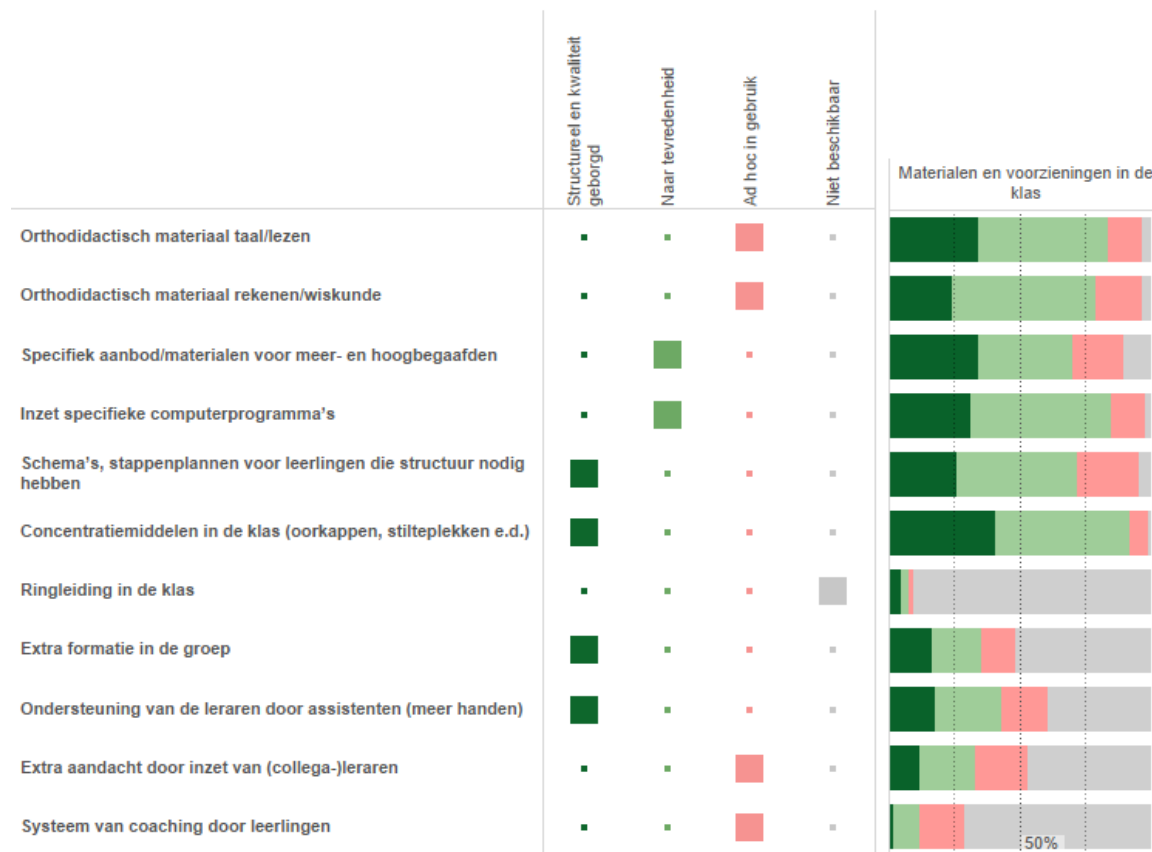 Structureel en kwaliteit
geborgd
Naar tevredenheid
Ad hoc in gebruik
Niet beschikbaar
Materialen en voorzieningen in de
klas
Orthodidactisch materiaal taal/lezen
Orthodidactisch materiaal rekenen/wiskunde
Specifiek aanbod/materialen voor meer- en hoogbegaafden
Inzet specifieke computerprogramma's
Schema's, stappenplannen voor leerlingen die structuur nodig
hebben
Concentratiemiddelen in de klas (oorkappen, stilteplekken e.d.)
Ringleiding in de klas
Extra formatie in de groep
Ondersteuning van de leraren door assistenten (meer handen)
Extra aandacht door inzet van (collega-)leraren
Systeem van coaching door leerlingen
50%